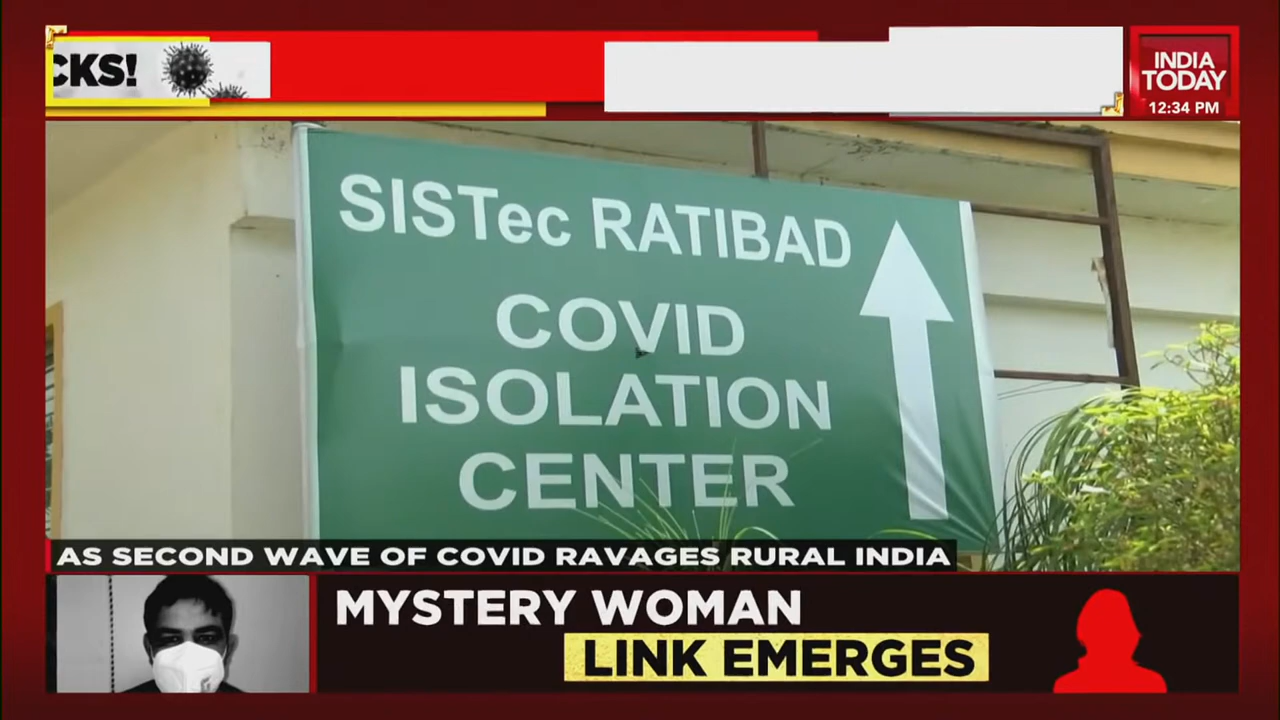 CKS!
INDIA
TODAY
12:34 PM
SISTec RATIBAD
COVID
ISOLATION
CENTER
AS SECOND WAVE OF COVID RAVAGES RURAL INDIA
MYSTERY WOMAN
LINK EMERGES